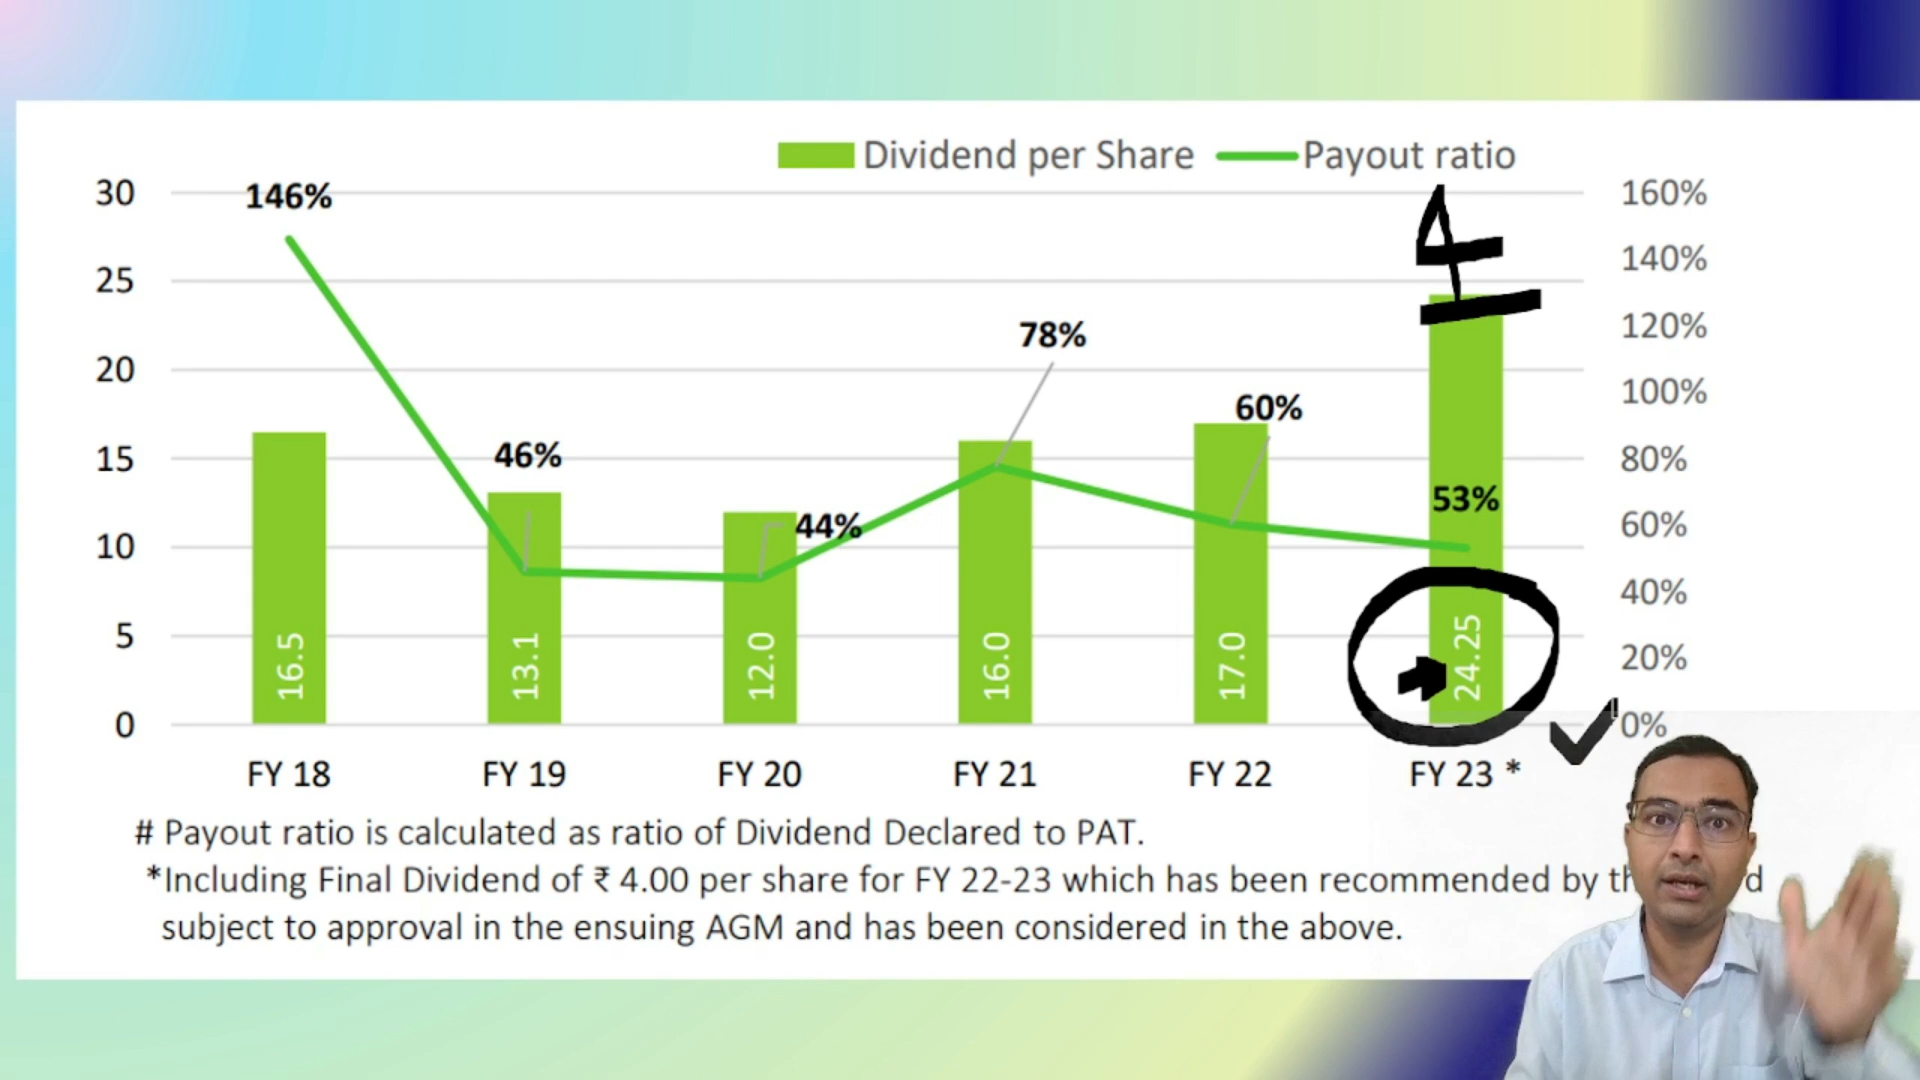 Dividend per Share Payout ratio
4
30 146% 160%
140%
25
120%
78%
20
100%
60%
15 46% 80%
53%
44% 60%
10
40%
5
16.5 13.1 12.0 16.0 17.0 24.25
20%
0 0%
FY 18 FY 19 FY 20 FY 21 FY 22 FY 23 *
# Payout ratio is calculated as ratio of Dividend Declared to PAT.
*Including Final Dividend of ₹ 4.00 per share for FY 22-23 which has been recommended by
subject to approval in the ensuing AGM and has been considered in the above.